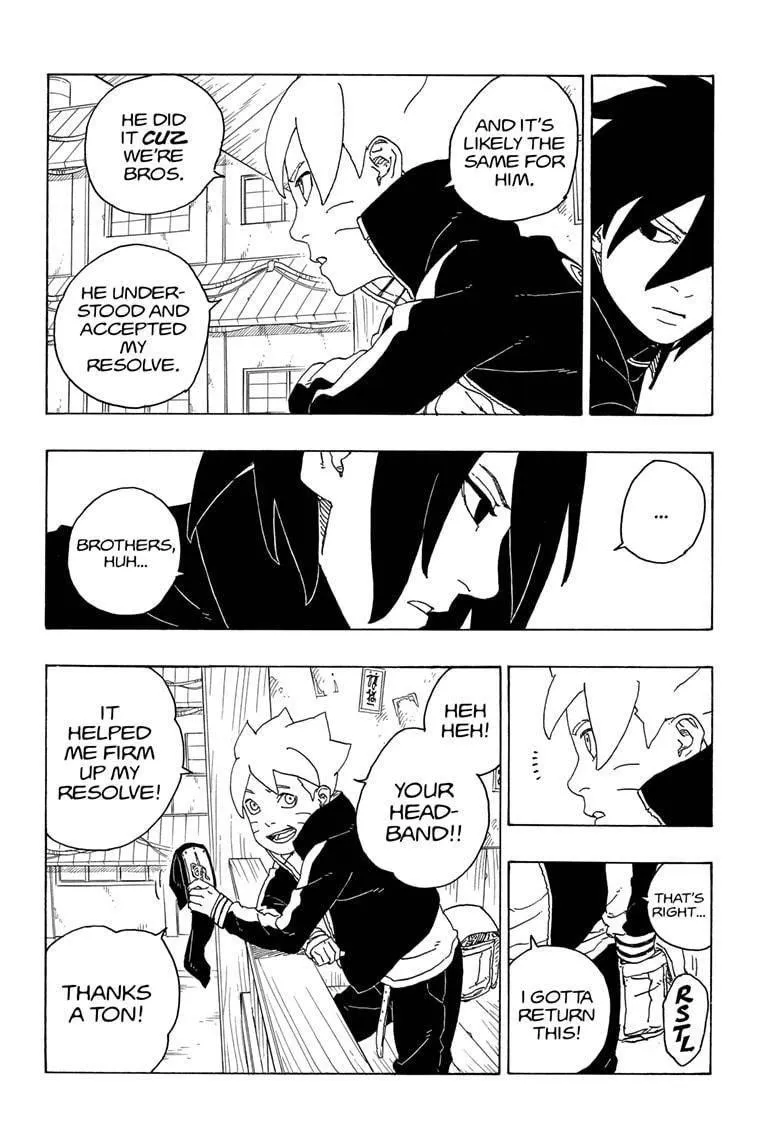 AND IT'S
LIKELY THE
SAME FOR
HIM.
HE DID
IT CUZ
WE'RE
BROS.
HE UNDER-
STOOD AND
ACCEPTED
MY
RESOLVE.
...
BROTHERS,
HUH...
THAT'S
RIGHT...
RSTL
I GOTTA
RETURN
THIS!
HEH
HEH!
YOUR
HEAD-
BAND!!
IT
HELPED
ME FIRM
UP MY
RESOLVE!
THANKS
A TON!